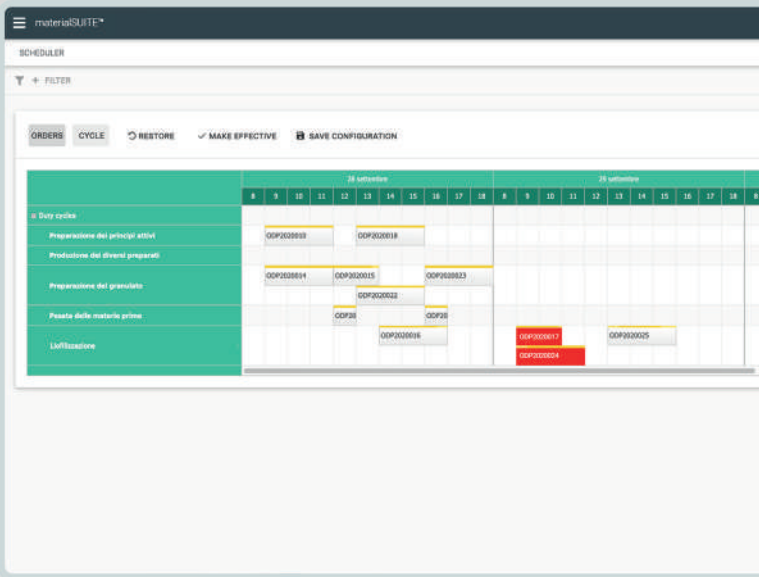 materialSUITE™
SCHEDULER
+ FILTER
ORDERS CYCLE RESTORE MAKE EFFECTIVE SAVE CONFIGURATION
28 settembre 29 settembre
8 9 10 11 12 13 14 15 16 17 18 8 9 10 11 12 13 14 15 16 17 18 8
Duty cycles
Preparazione dei principi attivi ODP2020018
Produzione dei diversi preparati
ODP2020014 ODP2020015 ODP2020023
Preparazione del granulato
ODP2020022
Pesata delle materie prime ODP20 ODP20
ODP2020016 ODP2020017 ODP2020025
Liofilizzazione
ODP2020024